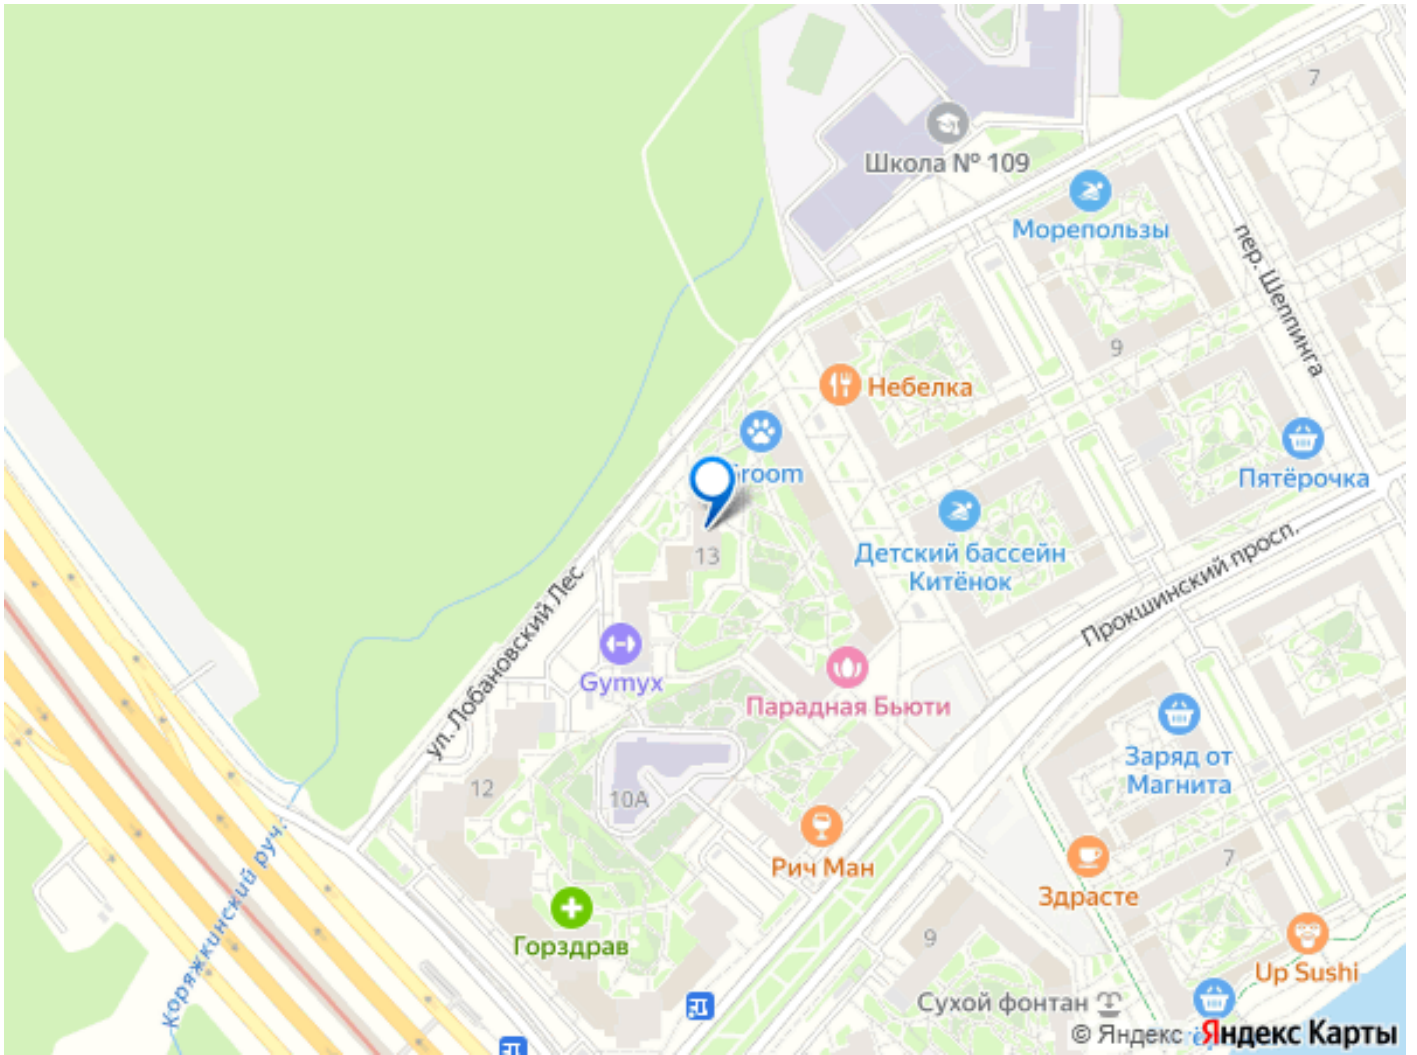 7
Школа № 109
Морепользы
пер. Шеппинга
9
Небелка
Groom
Пятёрочка
13
Детский бассейн
Китёнок
Прокшинский просп.
ул. Лобановский Лес
Gymyx
Парадная Бьюти
Заряд от
Магнита
12
10А
Рич Ман
7
Здрасте
Коряжкинский руч.
Горздрав
9
Up Sushi
Сухой фонтан
© Яндекс
Яндекс Карты